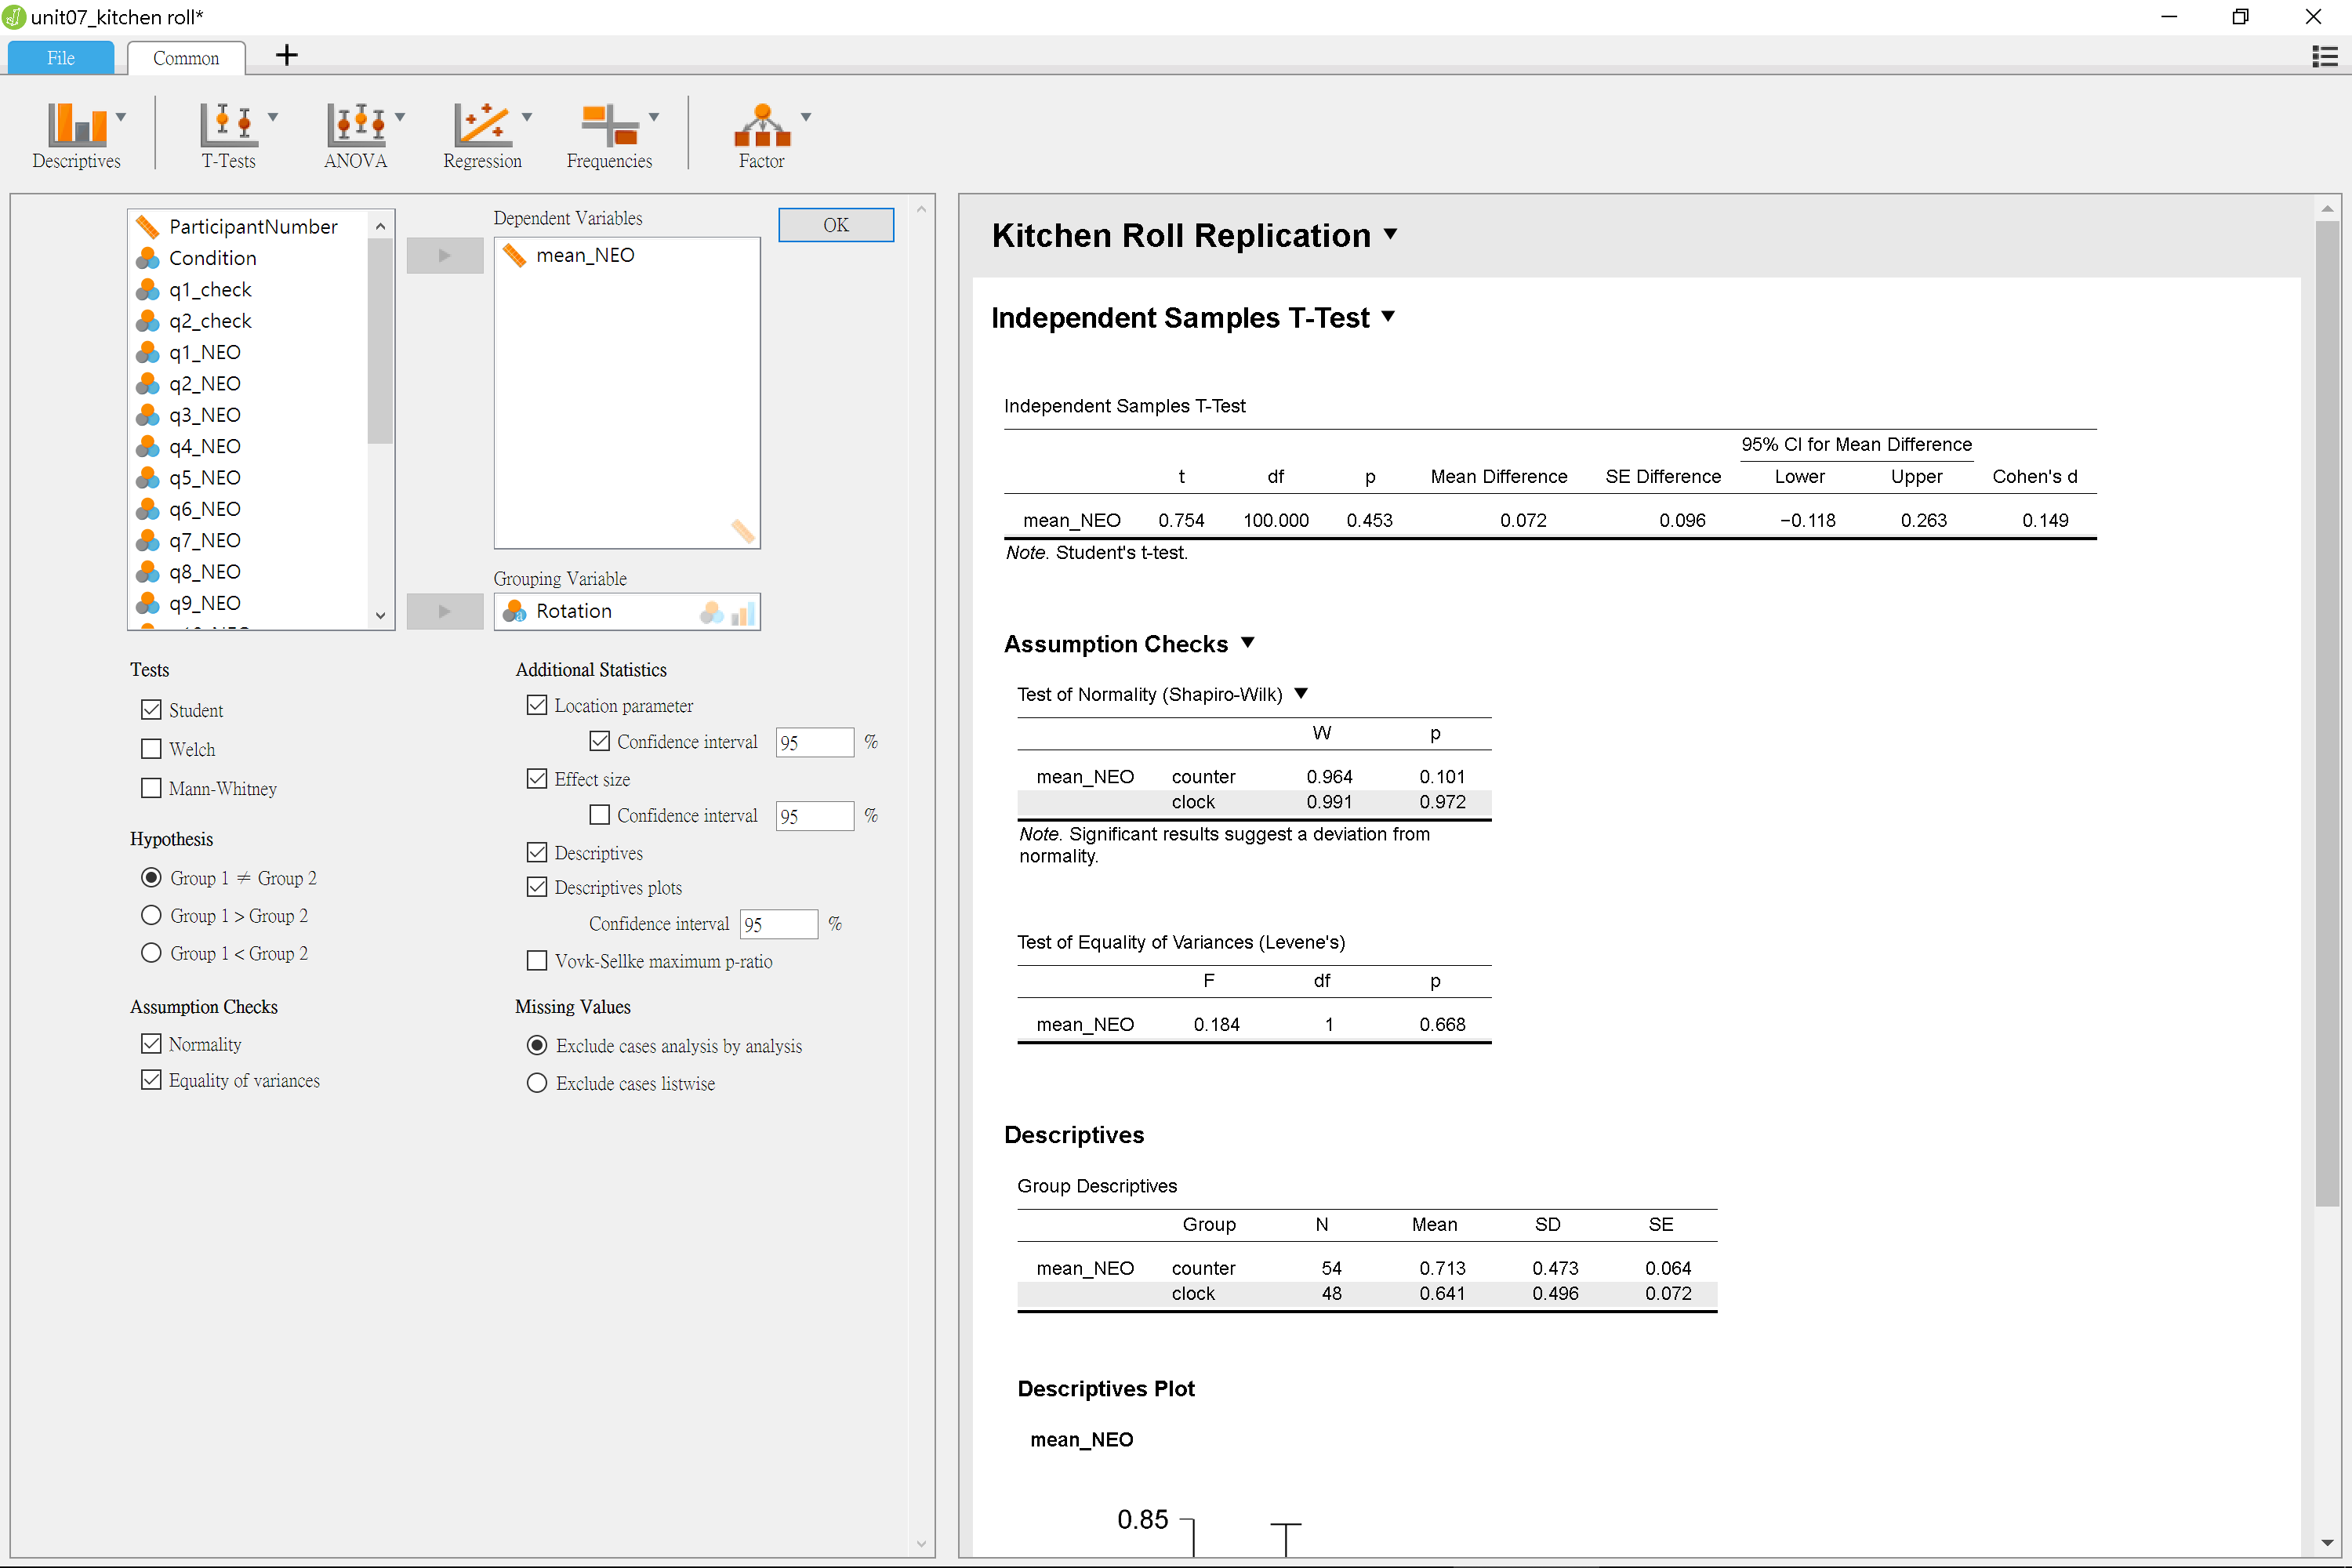 unit07_kitchen roll*
File
Common
Descriptives
T-Tests
ANOVA
Regression
Frequencies
Factor
ParticipantNumber
Condition
q1_check
q2_check
q1_NEO
q2_NEO
q3_NEO
q4_NEO
q5_NEO
q6_NEO
q7_NEO
q8_NEO
q9_NEO
Dependent Variables
mean_NEO
OK
Grouping Variable
Rotation
Tests
Student
Welch
Mann-Whitney
Hypothesis
Group 1 ≠ Group 2
Group 1 > Group 2
Group 1 < Group 2
Assumption Checks
Normality
Equality of variances
Additional Statistics
Location parameter
Confidence interval 95 %
Effect size
Confidence interval 95 %
Descriptives
Descriptives plots
Confidence interval 95 %
Vovk-Sellke maximum p-ratio
Missing Values
Exclude cases analysis by analysis
Exclude cases listwise
Kitchen Roll Replication
Independent Samples T-Test
Independent Samples T-Test
95% CI for Mean Difference
t df p Mean Difference SE Difference Lower Upper Cohen's d
mean_NEO 0.754 100.000 0.453 0.072 0.096 −0.118 0.263 0.149
Note. Student's t-test.
Assumption Checks
Test of Normality (Shapiro-Wilk)
W p
mean_NEO counter 0.964 0.101
clock 0.991 0.972
Note. Significant results suggest a deviation from
normality.
Test of Equality of Variances (Levene's)
F df p
mean_NEO 0.184 1 0.668
Descriptives
Group Descriptives
Group N Mean SD SE
mean_NEO counter 54 0.713 0.473 0.064
clock 48 0.641 0.496 0.072
Descriptives Plot
mean_NEO
0.85